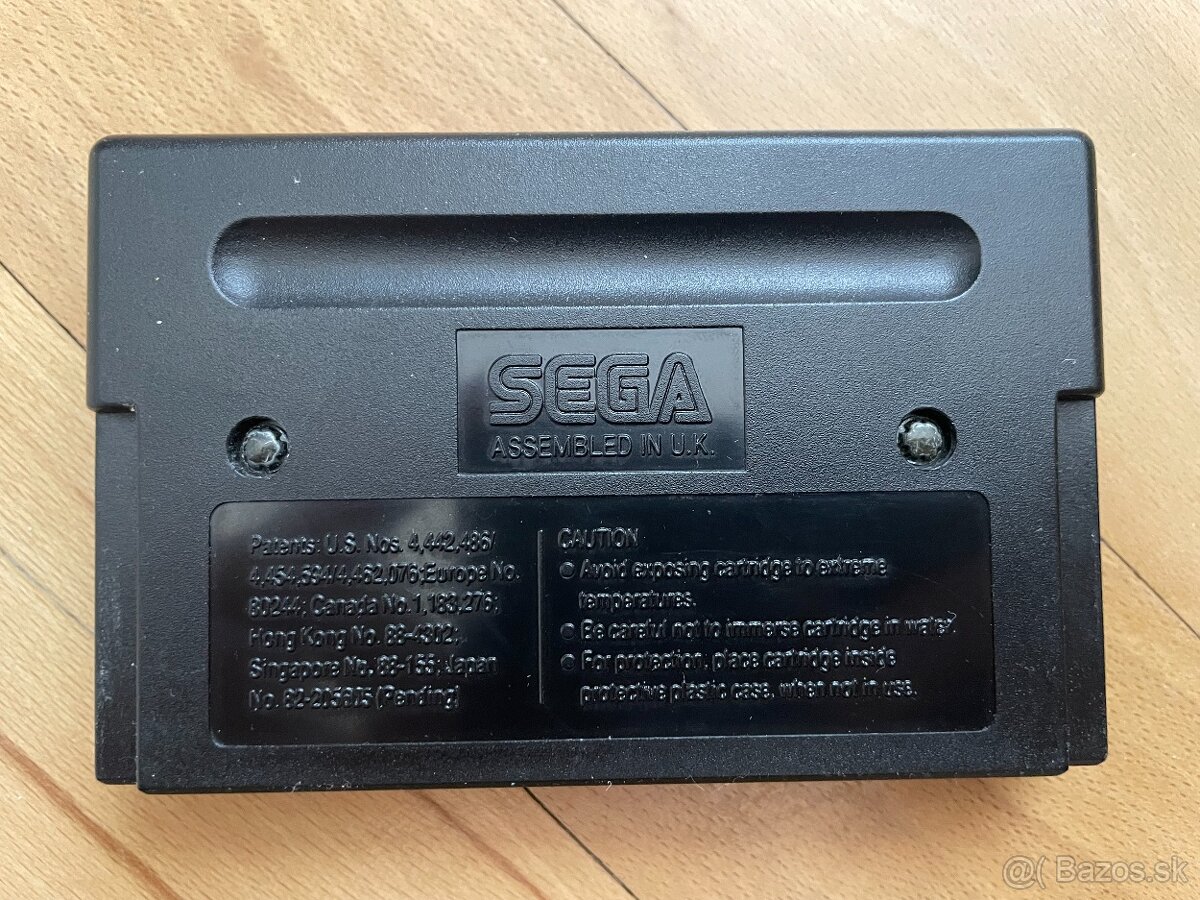 SEGA
ASSEMBLED IN U.K.
Patents: U.S. Nos. 4,442,486/
4,454,594/4,462,076;Europe No.
80244; Canada No.1,183,276;
Hong Kong No. 88-4302;
Singapore No. 88-155; Japan
No. 82-205605 (Pending)
CAUTION
● Avoid exposing cartridge to extreme
temperatures.
● Be careful not to immerse cartridge in water.
● For protection, place cartridge inside
protective plastic case, when not in use.
@( Bazos.sk